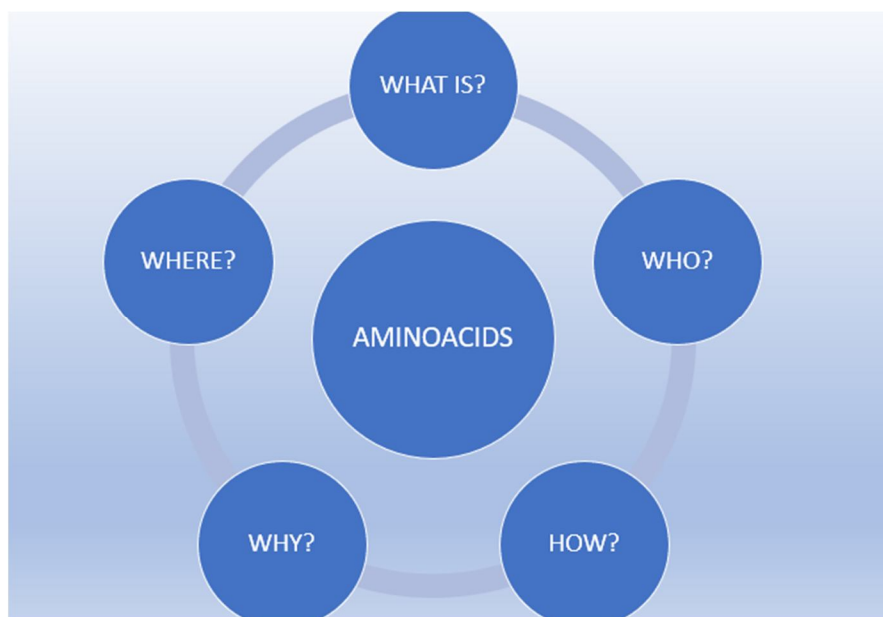 WHAT IS?
WHERE?
WHO?
AMINOACIDS
WHY?
HOW?